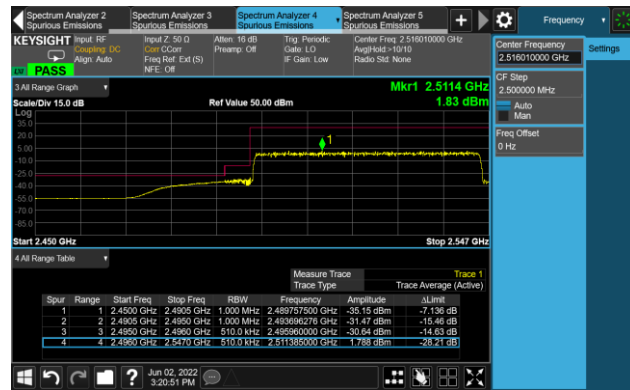 Spectrum Analyzer 2
Spurious Emissions
Spectrum Analyzer 3
Spurious Emissions
Spectrum Analyzer 4
Spurious Emissions
Spectrum Analyzer 5
Spurious Emissions
+
Frequency
KEYSIGHT
Input: RF
Coupling: DC
Align: Auto
Input Z: 50 Ω
Corr CCorr
Freq Ref: Ext (S)
NFE: Off
Atten: 16 dB
Preamp: Off
Trig: Periodic
Gate: LO
IF Gain: Low
Center Freq: 2.516010000 GHz
Avg|Hold:>10/10
Radio Std: None
PASS
Center Frequency
2.516010000 GHz
Settings
CF Step
2.500000 MHz
Auto
Man
Freq Offset
0 Hz
3 All Range Graph
Mkr1 2.5114 GHz
Scale/Div 15.0 dB
Ref Value 50.00 dBm
1.83 dBm
Log
35.0
20.0
5.00
-10.0
-25.0
-40.0
-55.0
-70.0
-85.0
1
Start 2.450 GHz
Stop 2.547 GHz
4 All Range Table
Measure Trace Trace 1
Trace Type Trace Average (Active)
Spur Range Start Freq Stop Freq RBW Frequency Amplitude ΔLimit
1 1 2.4500 GHz 2.4905 GHz 1.000 MHz 2.489757500 GHz -35.15 dBm -7.136 dB
2 2 2.4905 GHz 2.4950 GHz 1.000 MHz 2.493696276 GHz -31.47 dBm -15.46 dB
3 3 2.4950 GHz 2.4960 GHz 510.0 kHz 2.495960000 GHz -30.64 dBm -14.63 dB
4 4 2.4960 GHz 2.5470 GHz 510.0 kHz 2.511385000 GHz 1.788 dBm -28.21 dB
?
Jun 02, 2022
3:20:51 PM